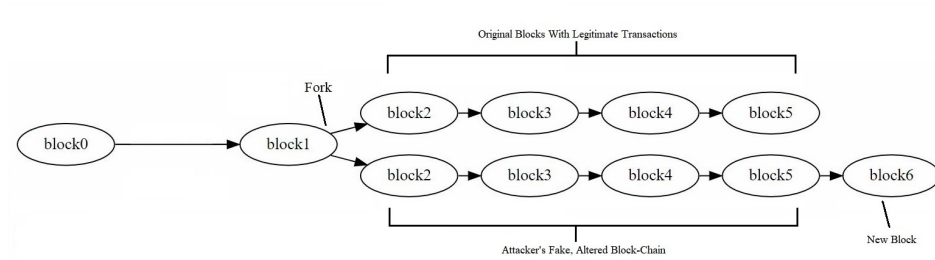 Original Blocks With Legitimate Transactions
Fork
block2
block3
block4
block5
block0
block1
block2
block3
block4
block5
block6
Attacker's Fake, Altered Block-Chain
New Block